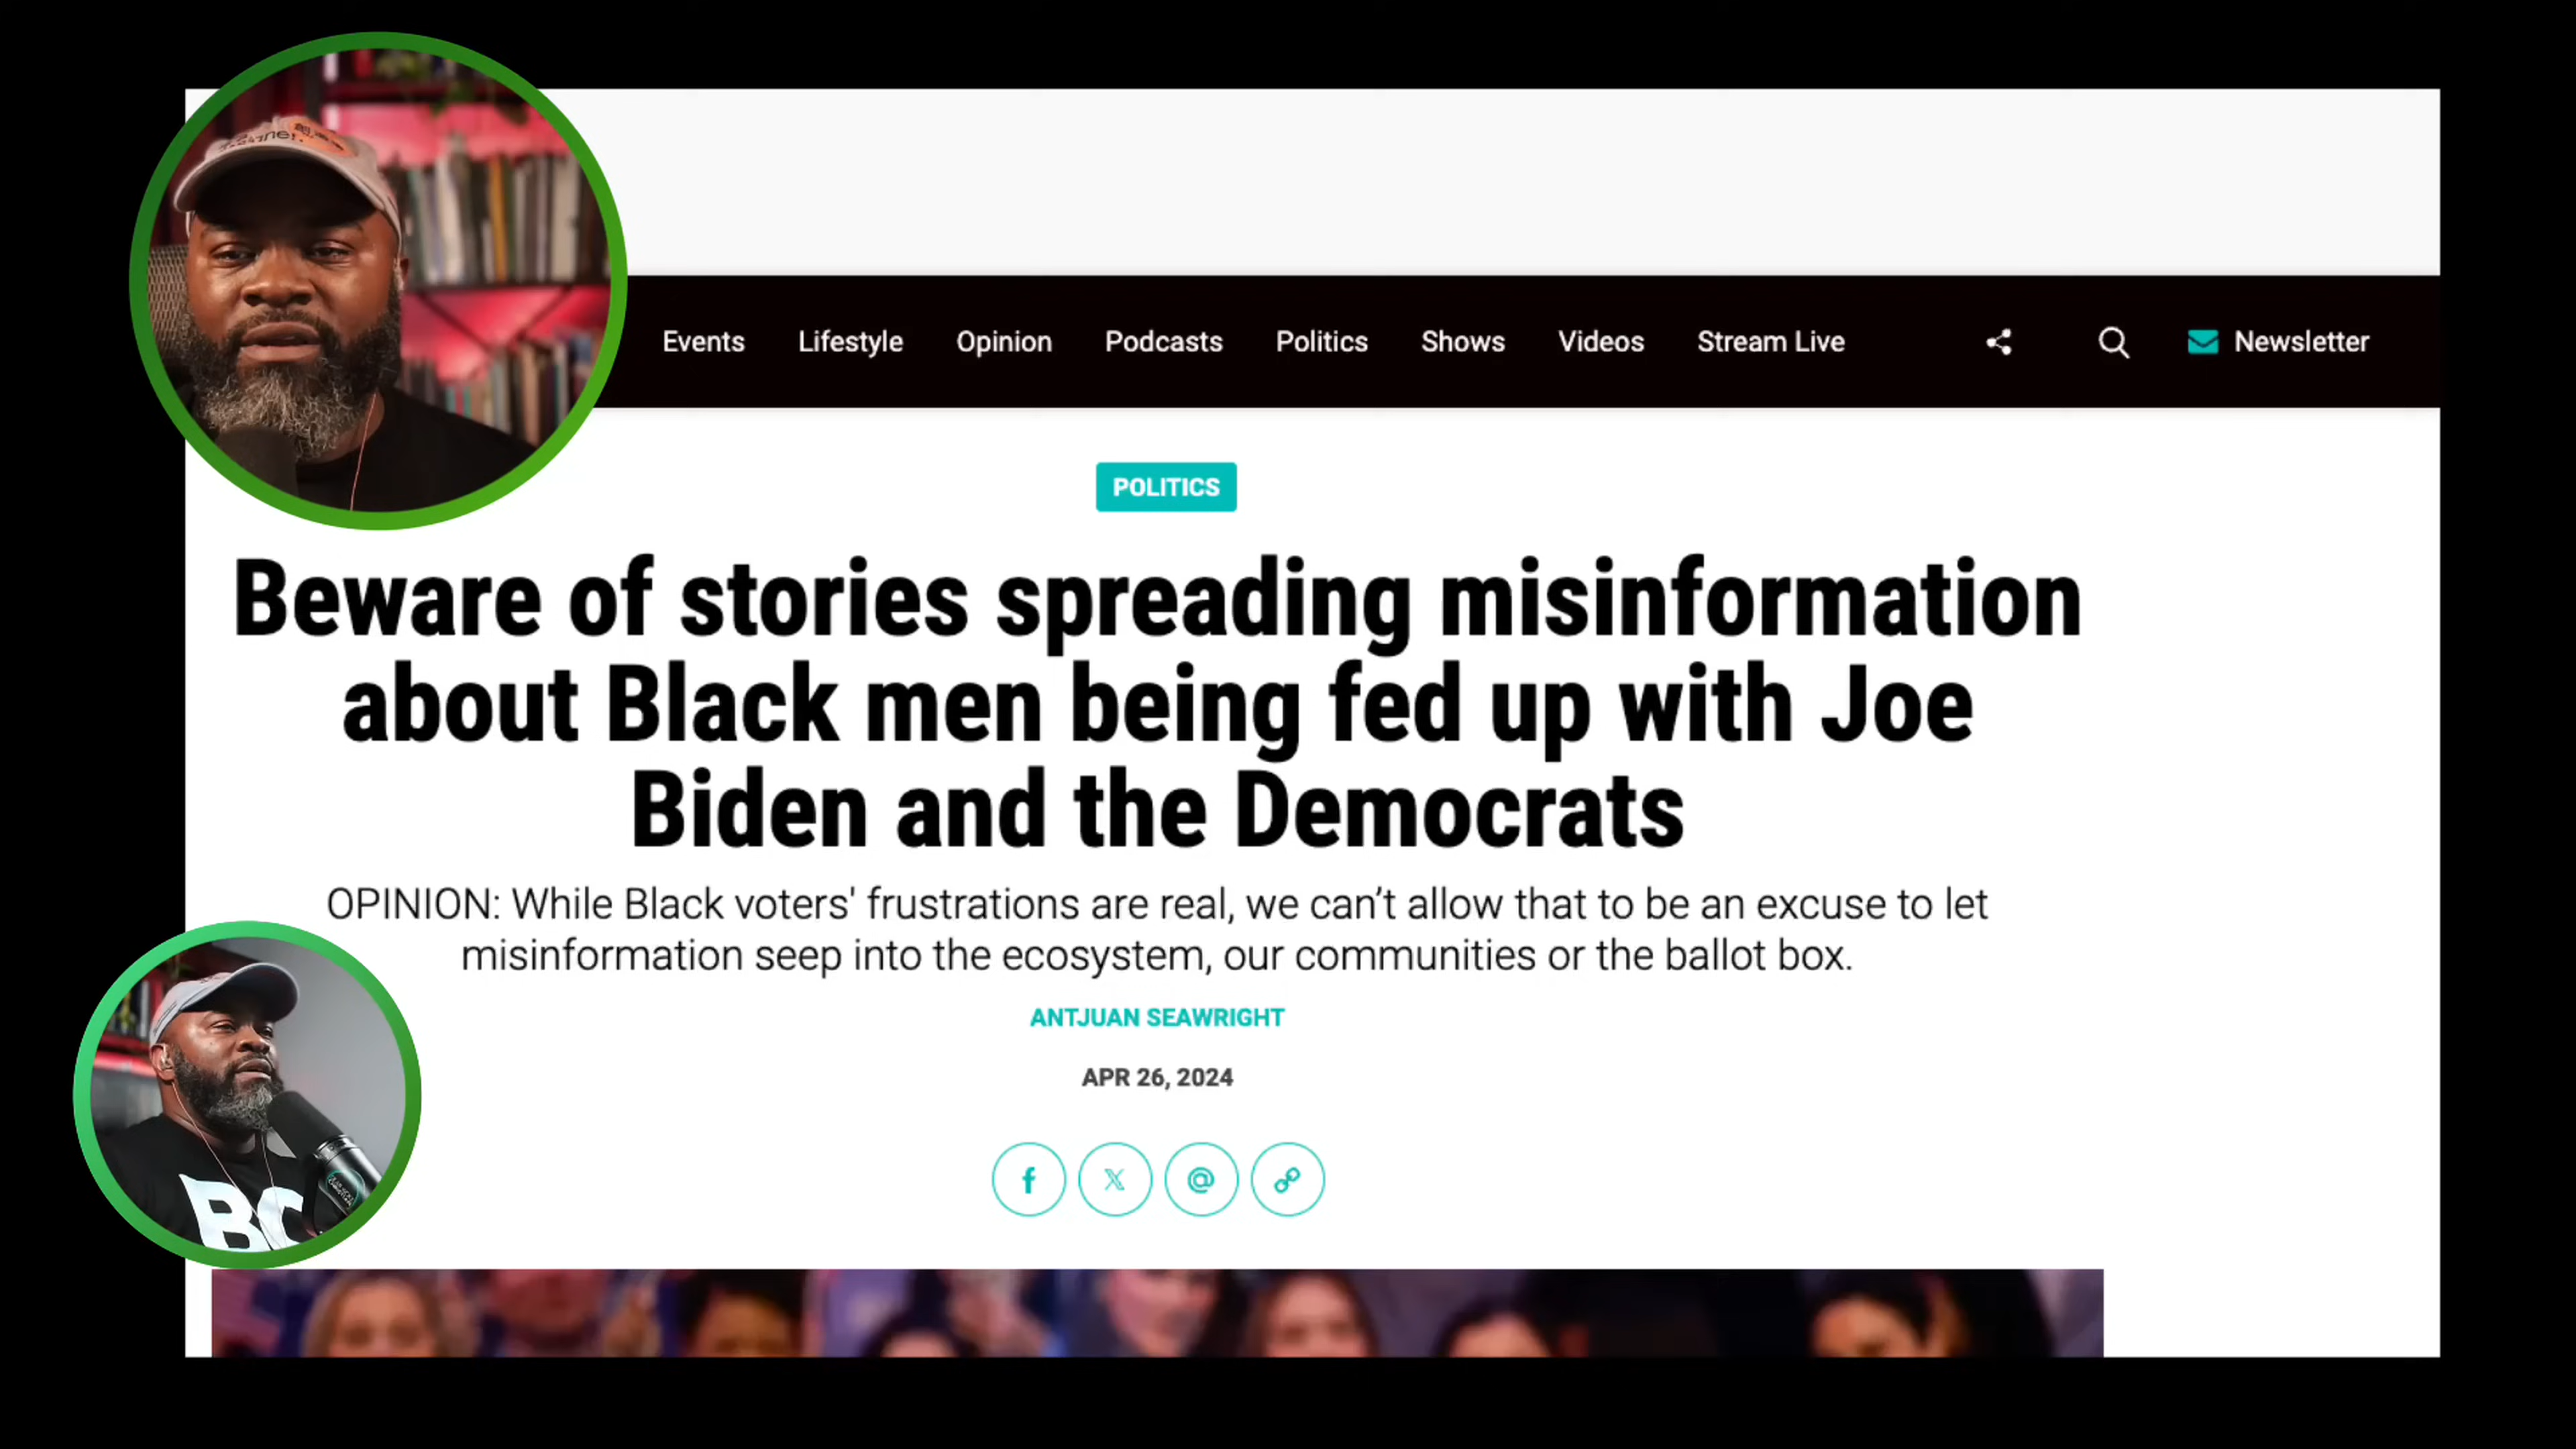 Events Lifestyle Opinion Podcasts Politics Shows Videos Stream Live Newsletter
POLITICS
Beware of stories spreading misinformation
about Black men being fed up with Joe
Biden and the Democrats
OPINION: While Black voters' frustrations are real, we can’t allow that to be an excuse to let
misinformation seep into the ecosystem, our communities or the ballot box.
ANTJUAN SEAWRIGHT
APR 26, 2024
BC